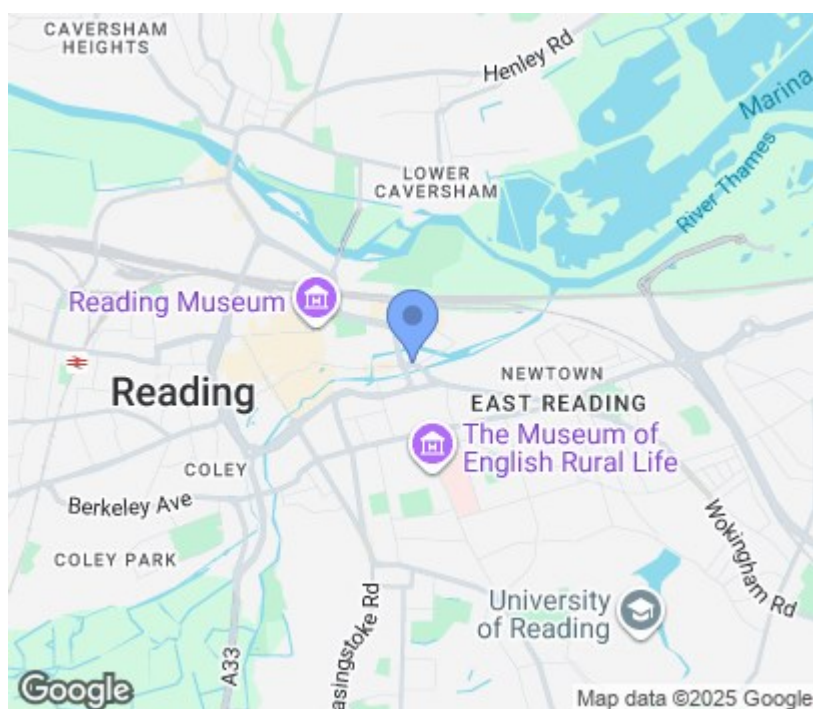 CAVERSHAM
HEIGHTS
Henley Rd
Marina
LOWER
CAVERSHAM
River Thames
Reading Museum
Reading
NEWTOWN
EAST READING
The Museum of
English Rural Life
COLEY
Berkeley Ave
Wokingham Rd
COLEY PARK
A33
asingstoke Rd
University
of Reading
Google
Map data ©2025 Google